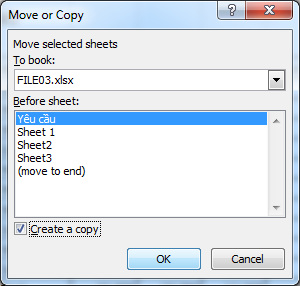 Move or Copy
Move selected sheets
To book:
FILE03.xlsx
Before sheet:
Yêu cầu
Sheet 1
Sheet2
Sheet3
(move to end)
Create a copy
OK
Cancel